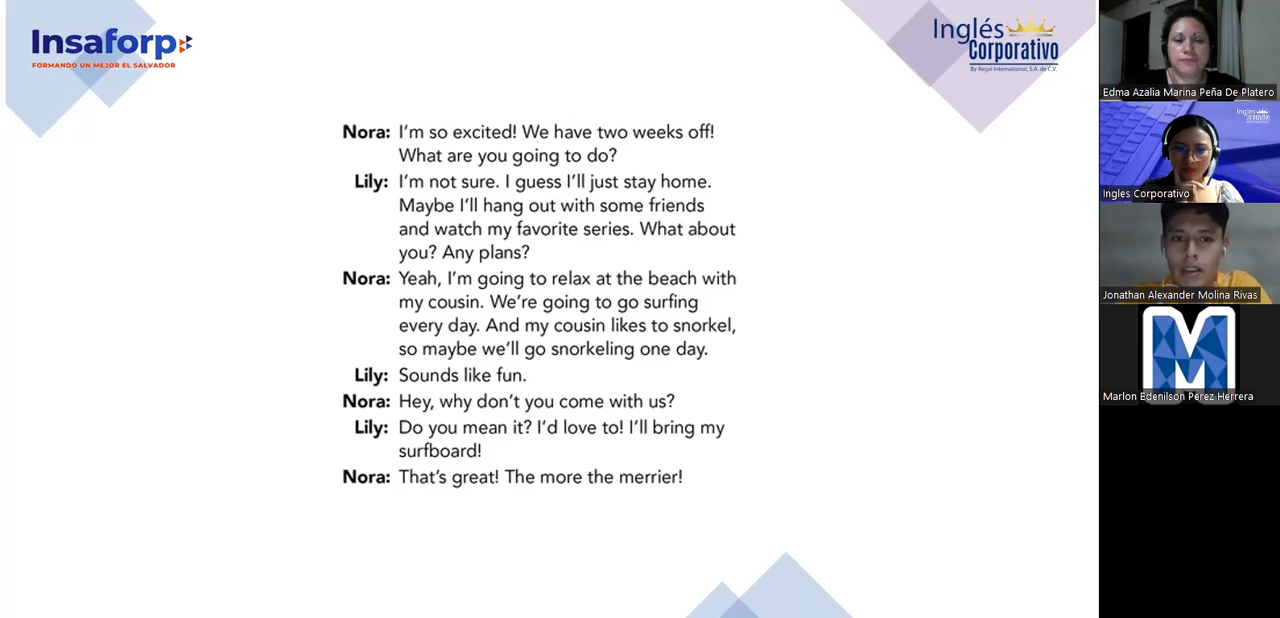 Insaforp
FORMANDO UN MEJOR EL SALVADOR
Inglés
Corporativo
By Regal International, S.A. de C.V.
Nora: I'm so excited! We have two weeks off!
What are you going to do?
Lily: I'm not sure. I guess I'll just stay home.
Maybe I'll hang out with some friends
and watch my favorite series. What about
you? Any plans?
Nora: Yeah, I'm going to relax at the beach with
my cousin. We're going to go surfing
every day. And my cousin likes to snorkel,
so maybe we'll go snorkeling one day.
Lily: Sounds like fun.
Nora: Hey, why don't you come with us?
Lily: Do you mean it? I'd love to! I'll bring my
surfboard!
Nora: That's great! The more the merrier!
Edma Azalia Marina Peña De Platero
Inglés
Ingles Corporativo
Jonathan Alexander Molina Rivas
M
Marlon Edenilson Perez Herrera